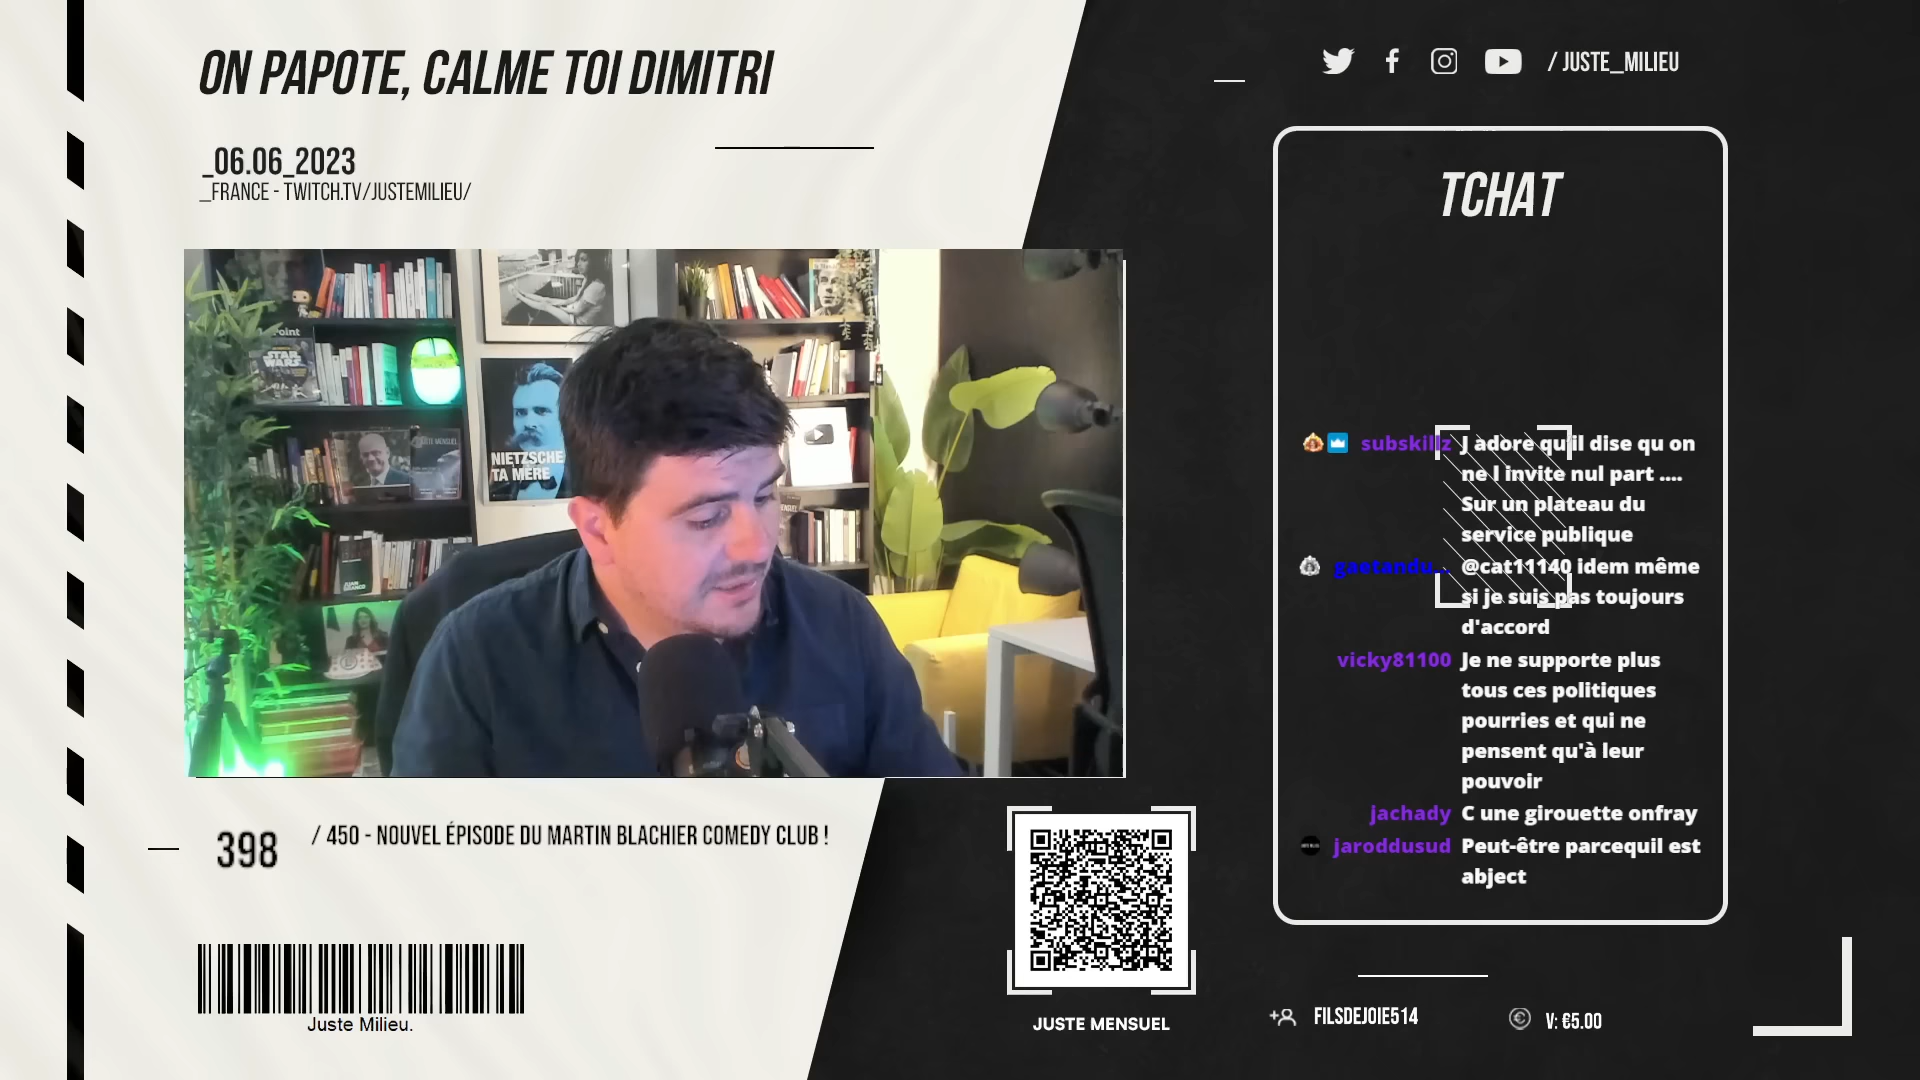 ON PAPOTE, CALME TOI DIMITRI
_06.06_2023
_FRANCE - TWITCH.TV/JUSTEMILIEU/
/ JUSTE_MILIEU
TCHAT
subskillz J adore qu'il dise qu on
ne l invite nul part ....
Sur un plateau du
service publique
gaetandu... @cat11140 idem même
si je suis pas toujours
d'accord
vicky81100 Je ne supporte plus
tous ces politiques
pourries et qui ne
pensent qu'à leur
pouvoir
jachady C une girouette onfray
jaroddusud Peut-être parcequil est
abject
Point
STAR
WARS
NIETZSCHE
TA MÈRE
398 / 450 - NOUVEL ÉPISODE DU MARTIN BLACHIER COMEDY CLUB !
Juste Milieu.
JUSTE MENSUEL
FILSDEJOIE514
V: €5.00